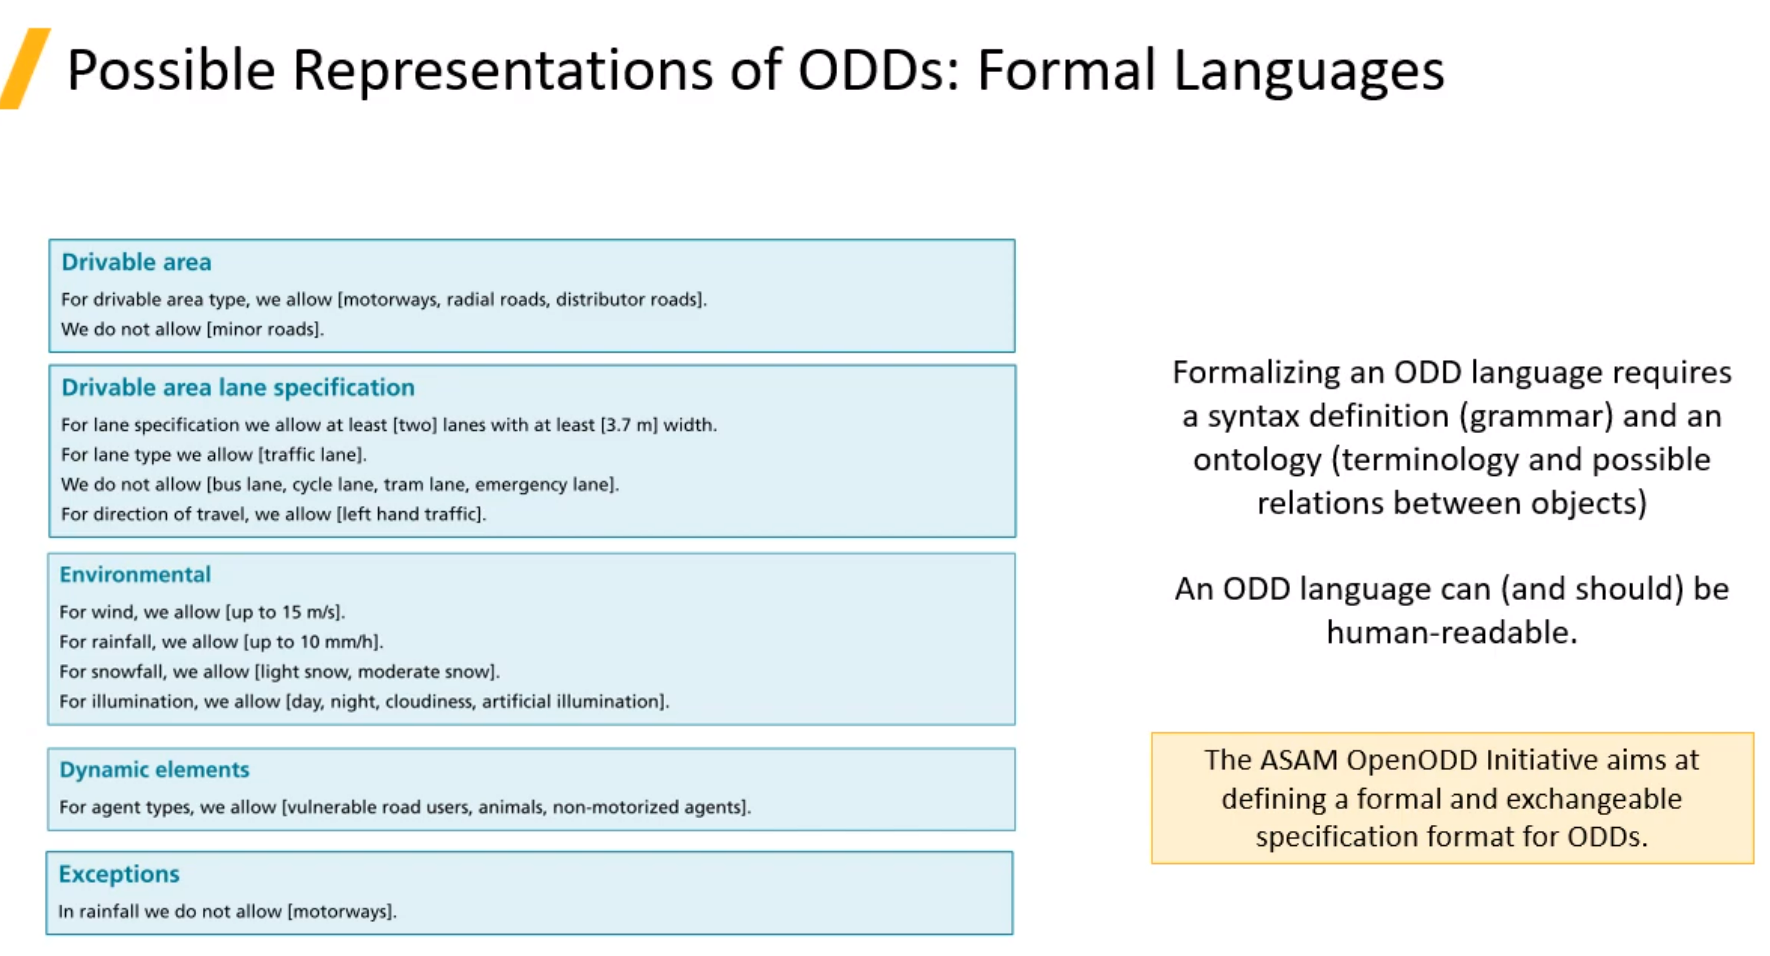 Possible Representations of ODDs: Formal Languages
Drivable area
For drivable area type, we allow [motorways, radial roads, distributor roads].
We do not allow [minor roads].
Drivable area lane specification
For lane specification we allow at least [two] lanes with at least [3.7 m] width.
For lane type we allow [traffic lane].
We do not allow [bus lane, cycle lane, tram lane, emergency lane].
For direction of travel, we allow [left hand traffic].
Environmental
For wind, we allow [up to 15 m/s].
For rainfall, we allow [up to 10 mm/h].
For snowfall, we allow [light snow, moderate snow].
For illumination, we allow [day, night, cloudiness, artificial illumination].
Dynamic elements
For agent types, we allow [vulnerable road users, animals, non-motorized agents].
Exceptions
In rainfall we do not allow [motorways].
Formalizing an ODD language requires
a syntax definition (grammar) and an
ontology (terminology and possible
relations between objects)
An ODD language can (and should) be
human-readable.
The ASAM OpenODD Initiative aims at
defining a formal and exchangeable
specification format for ODDs.